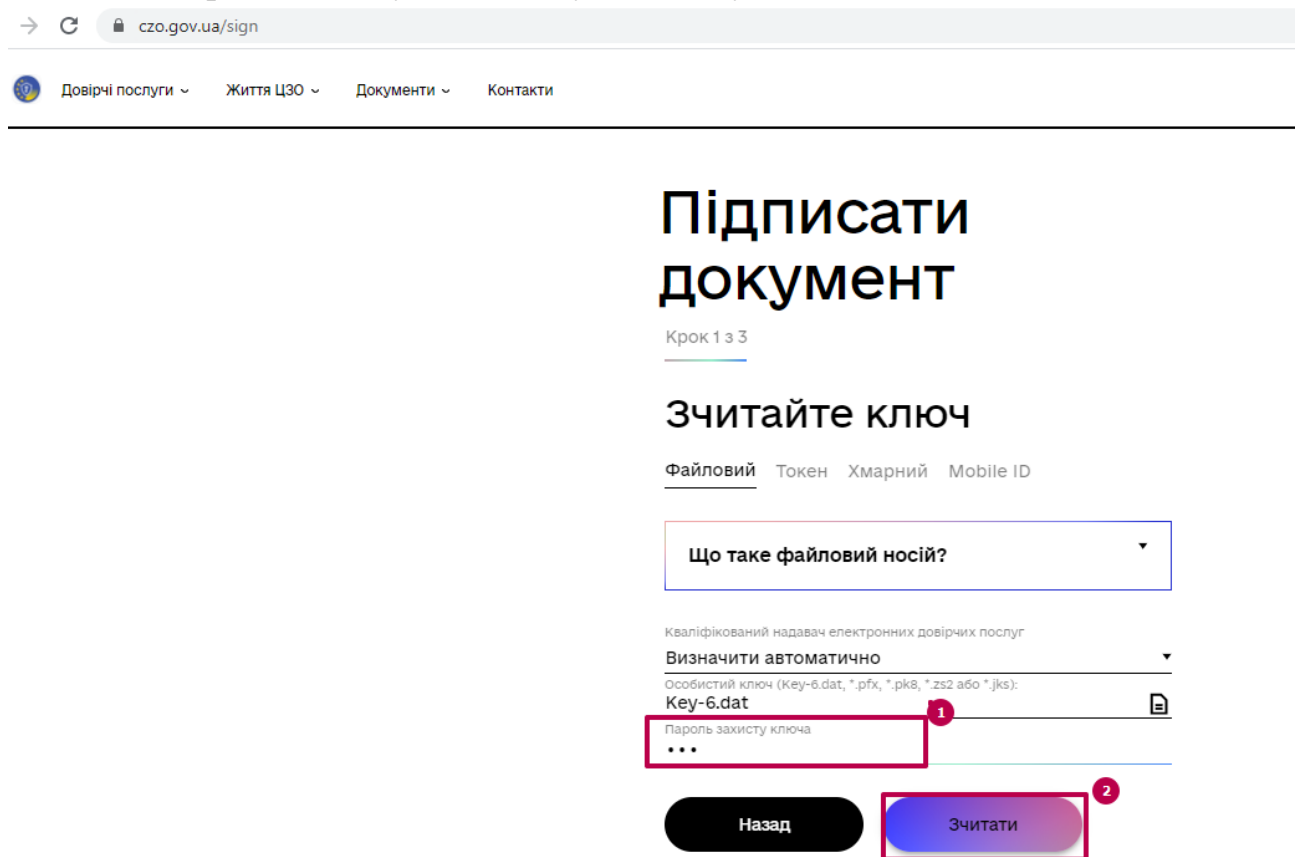 czo.gov.ua/sign
Довірчі послуги Життя ЦЗО Документи Контакти
Підписати
документ
Крок 1 з 3
Зчитайте ключ
Файловий Токен Хмарний Mobile ID
Що таке файловий носій?
Кваліфікований надавач електронних довірчих послуг
Визначити автоматично
Особистий ключ (Key-6.dat, *.pfx, *.pk8, *.zs2 або *.jks):
Key-6.dat
1
Пароль захисту ключа
•••
2
Назад Зчитати